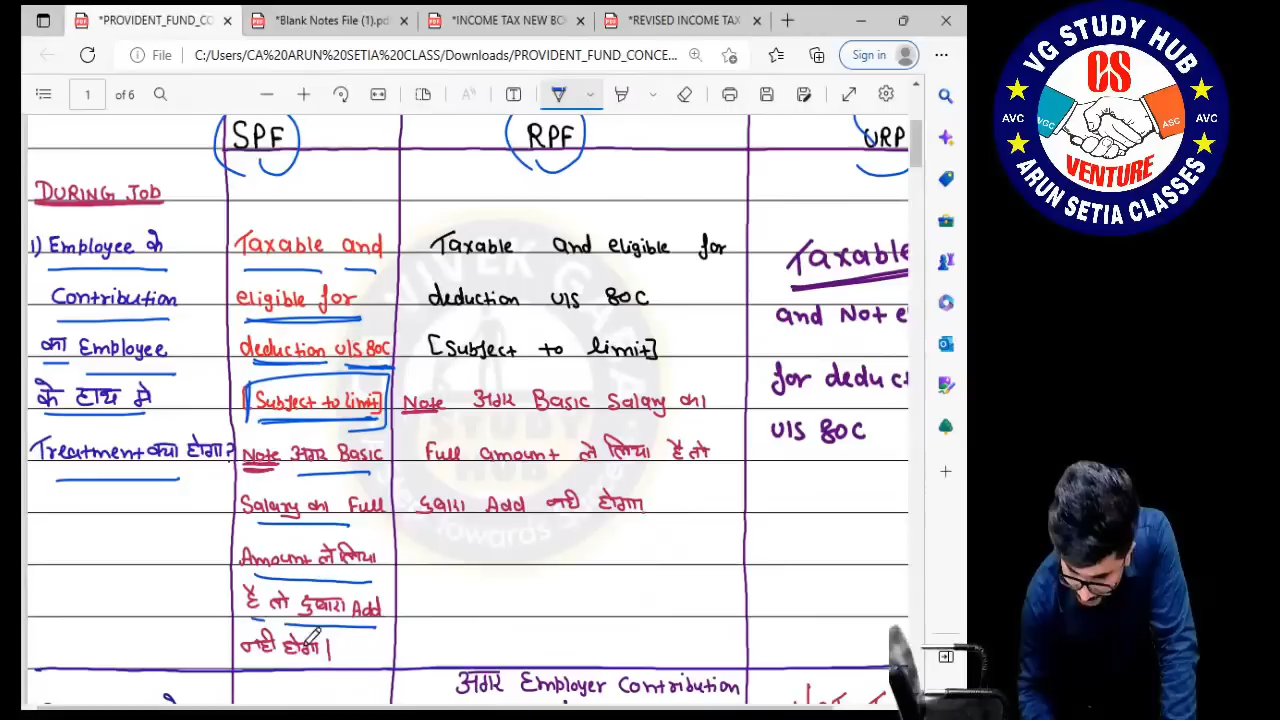 *PROVIDENT_FUND_CO
*Blank Notes File (1).pd
*INCOME TAX NEW BO
*REVISED INCOME TAX
File
C:/Users/CA%20ARUN%20SETIA%20CLASS/Downloads/PROVIDENT_FUND_CONCE...
Sign in
1 of 6
SPF
RPF
URP
DURING JOB
1) Employee के
Contribution
का Employee
के हाथ मे
Treatment क्या होगा?
Taxable and
eligible for
deduction U/S 80C
[Subject to limit]
Note अगर Basic
Salary का Full
Amount ले लिया
है तो दुबारा Add
नही होगा।
Taxable and eligible for
deduction U/S 80C
[Subject to limit]
Note अगर Basic Salary का
Full amount ले लिया है तो
दुबारा Add नही होगा
अगर Employer Contribution
Taxable
and Not e
for deduct
U/S 80C
VG STUDY HUB
CS
AVC
VGC
ASC
AVC
VENTURE
ARUN SETIA CLASSES